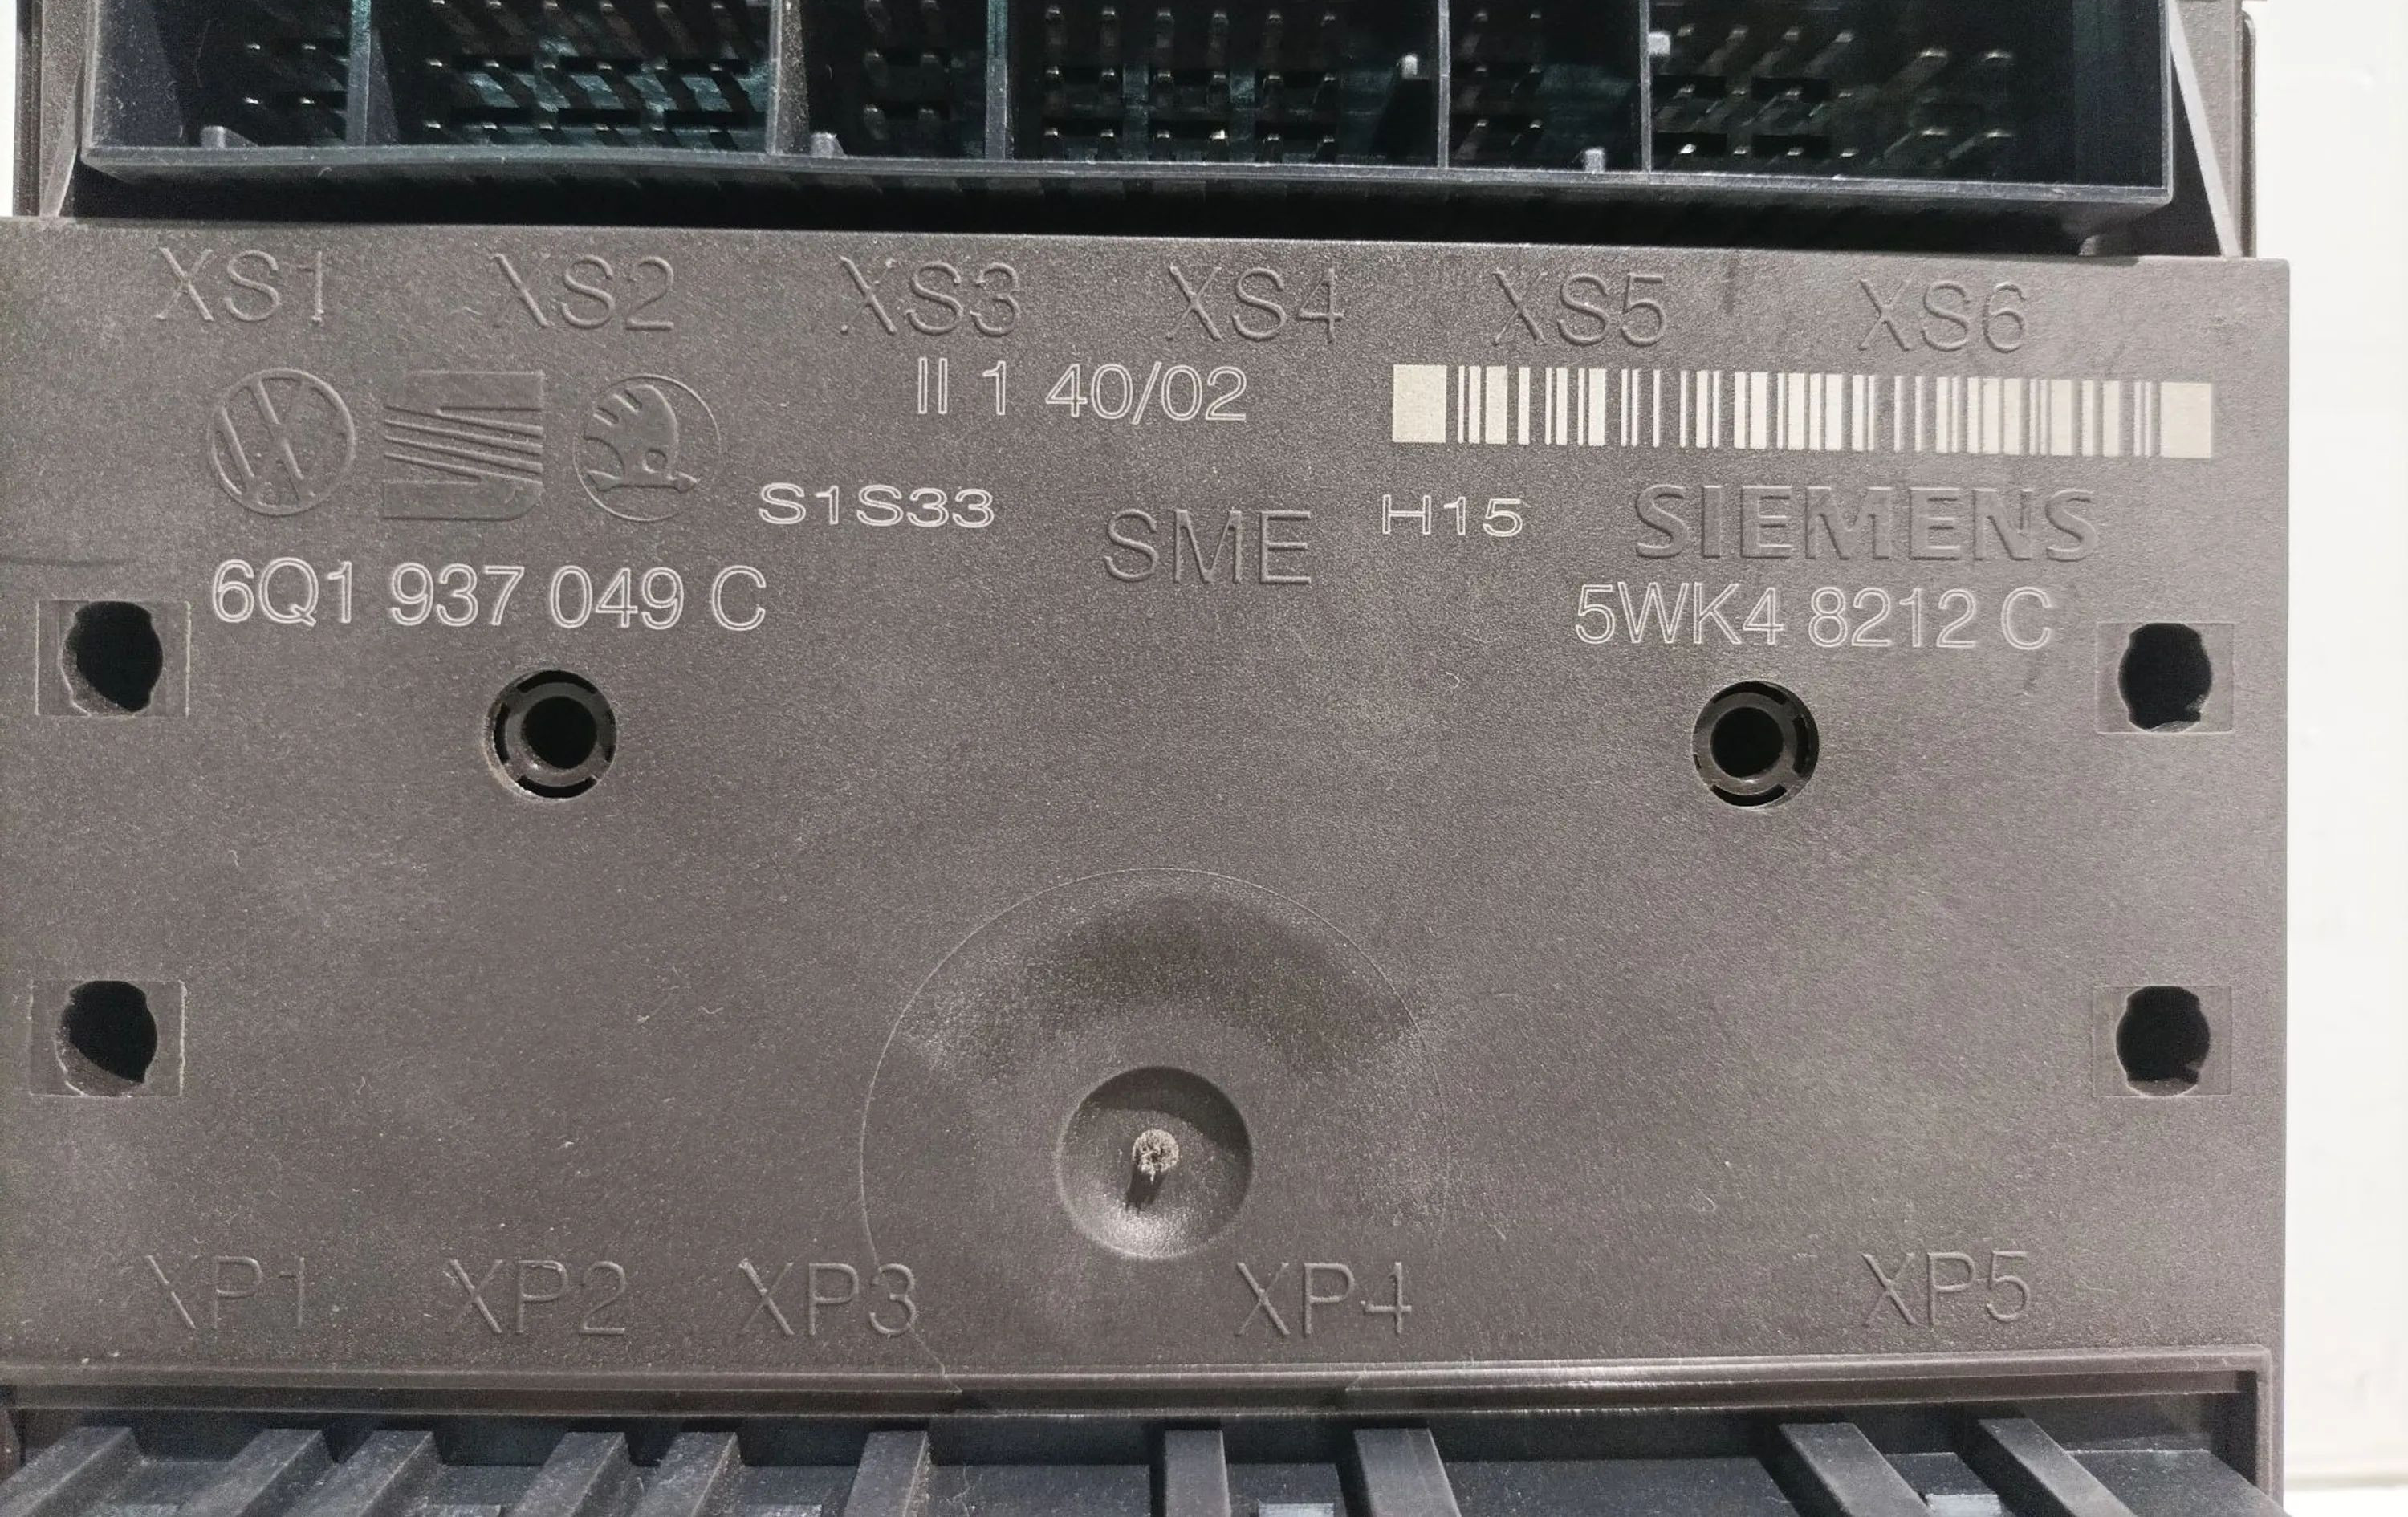 XS1 XS2 XS3 XS4 XS5 XS6
II 1 40/02
S1S33 SME H15 SIEMENS
6Q1 937 049 C 5WK4 8212 C
XP1 XP2 XP3 XP4 XP5